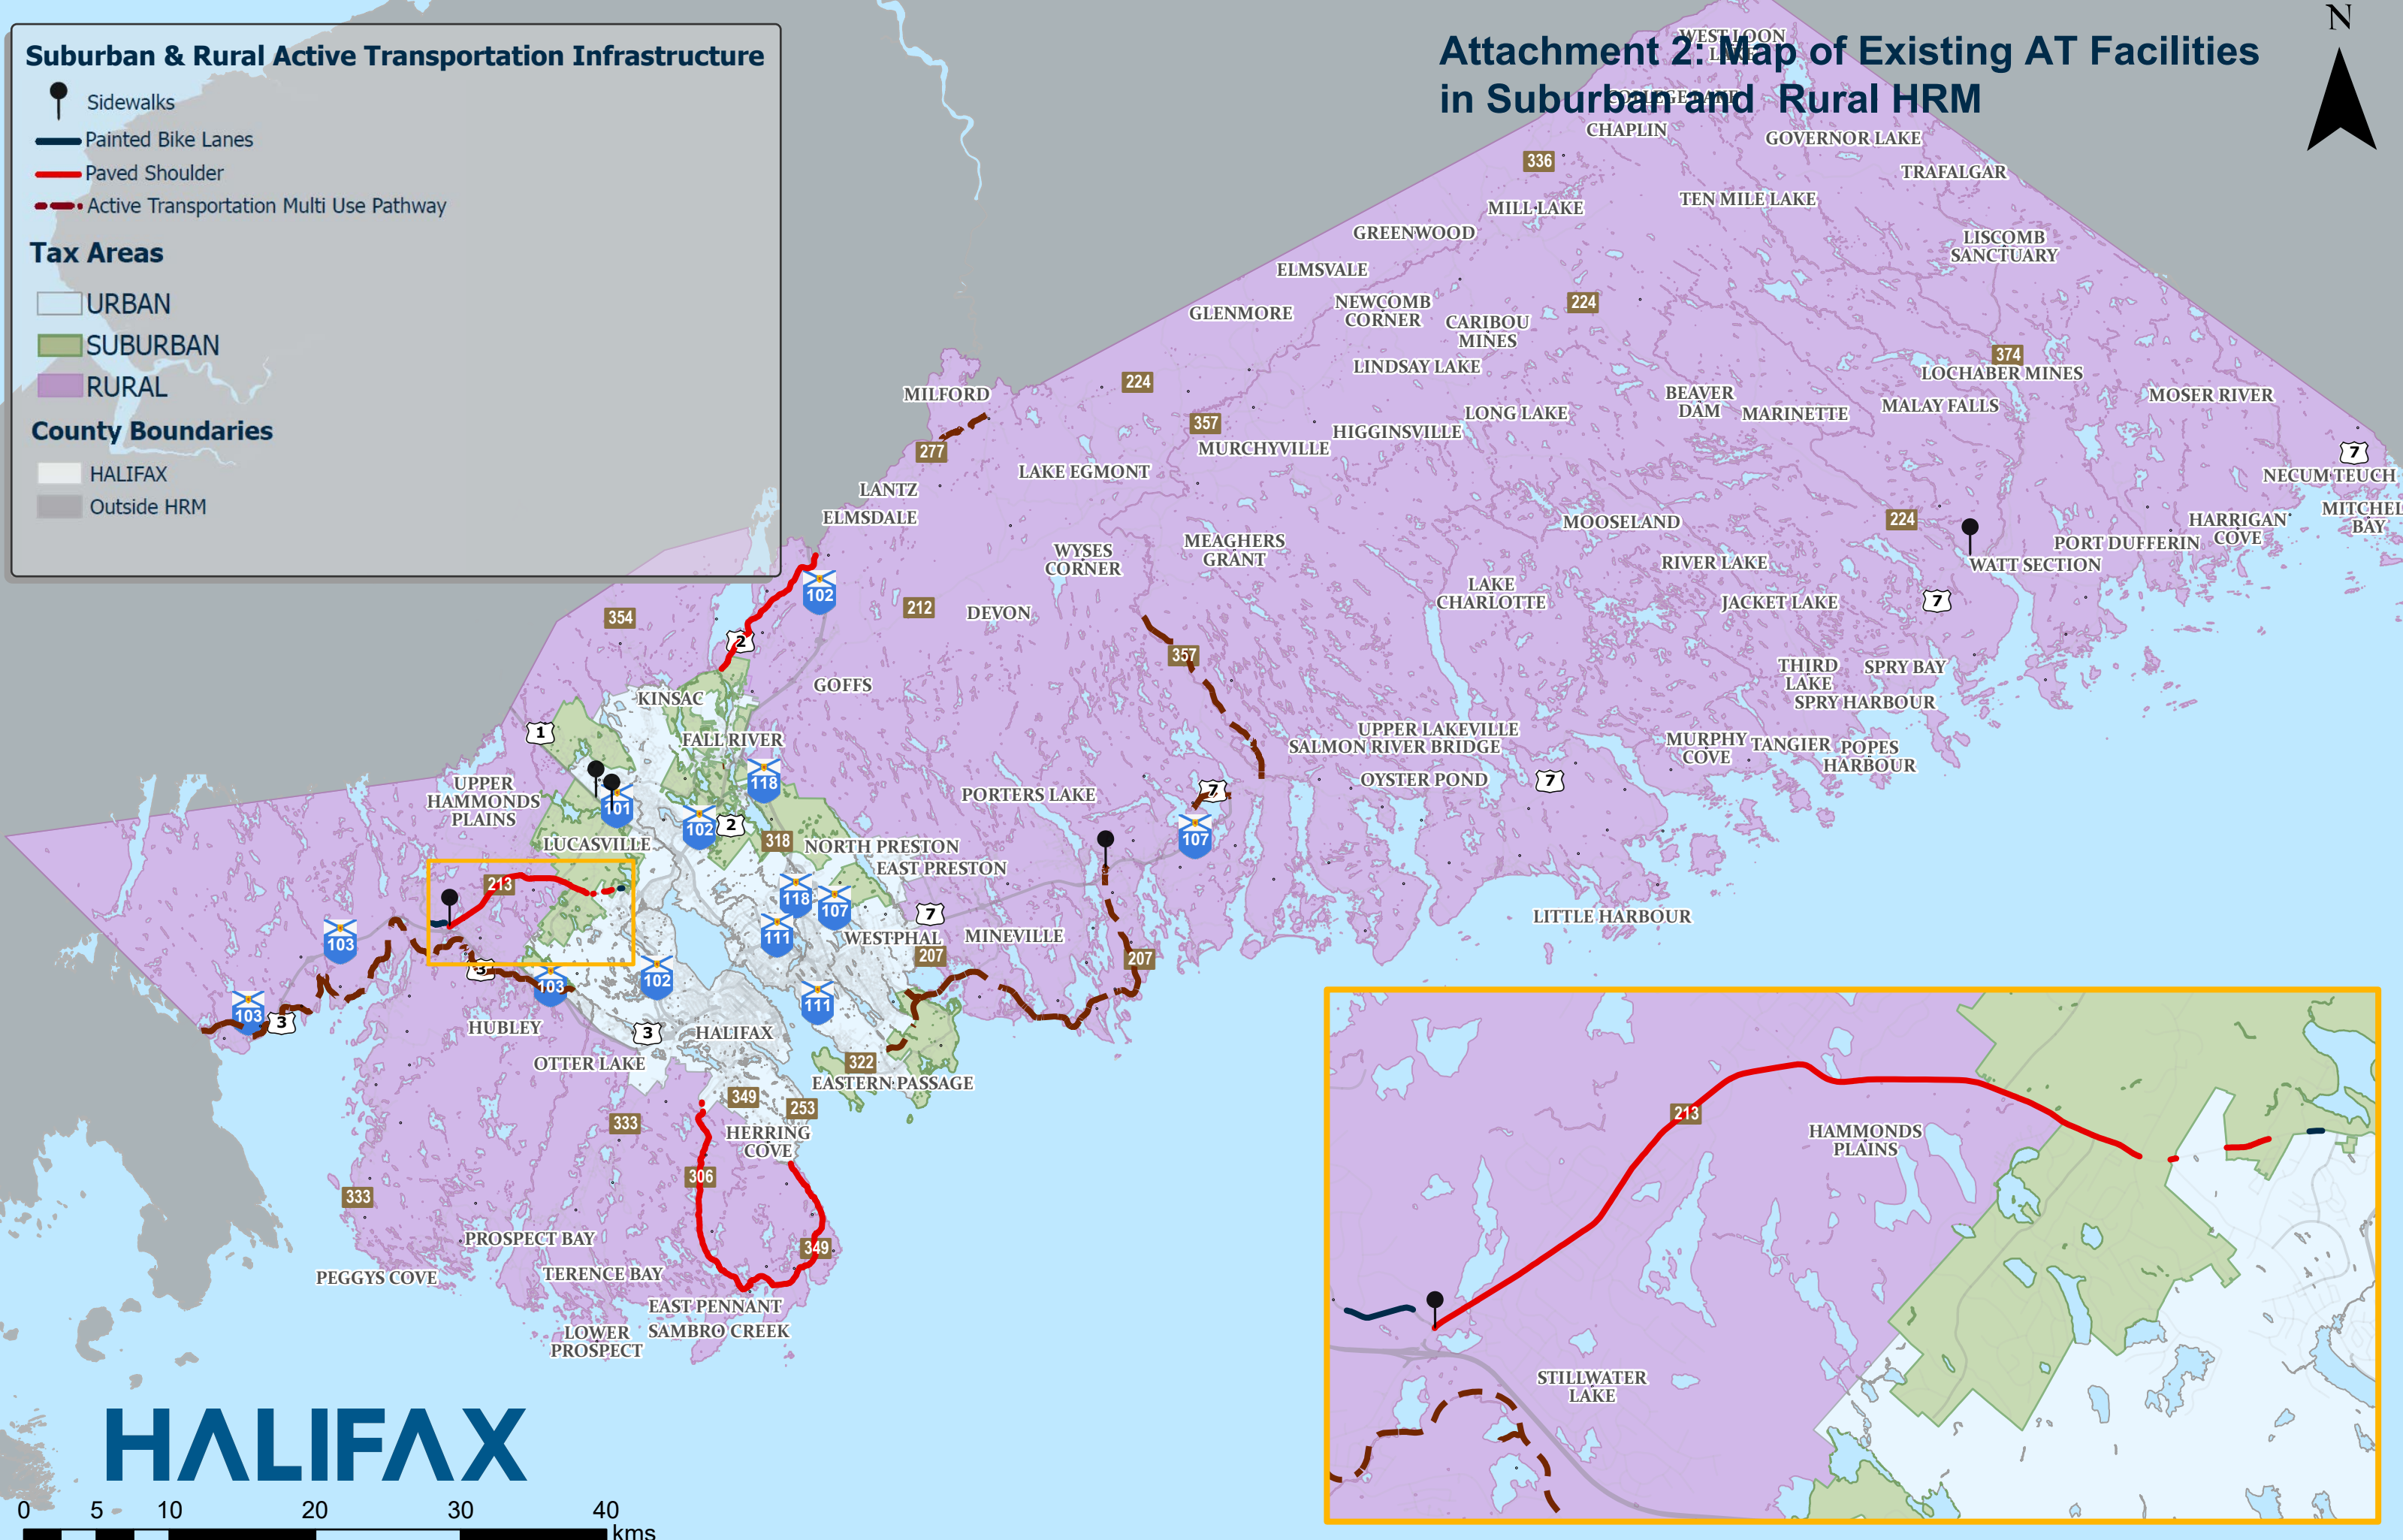 Suburban & Rural Active Transportation Infrastructure
Sidewalks
Painted Bike Lanes
Paved Shoulder
Active Transportation Multi Use Pathway
Tax Areas
URBAN
SUBURBAN
RURAL
County Boundaries
HALIFAX
Outside HRM
Attachment 2: Map of Existing AT Facilities
in Suburban and Rural HRM
N
WEST LOON
LAKE
COLLEGE LAKE
CHAPLIN
GOVERNOR LAKE
336
TRAFALGAR
TEN MILE LAKE
MILL LAKE
GREENWOOD
LISCOMB
SANCTUARY
ELMSVALE
NEWCOMB
CORNER
224
GLENMORE
CARIBOU
MINES
374
LINDSAY LAKE
LOCHABER MINES
224
MILFORD
BEAVER
DAM
MOSER RIVER
MALAY FALLS
MARINETTE
LONG LAKE
357
HIGGINSVILLE
MURCHYVILLE
277
7
LAKE EGMONT
NECUM TEUCH
LANTZ
MITCHEL
BAY
ELMSDALE
MOOSELAND
224
HARRIGAN
COVE
MEAGHERS
GRANT
PORT DUFFERIN
WYSES
CORNER
RIVER LAKE
WATT SECTION
LAKE
CHARLOTTE
102
JACKET LAKE
7
212
DEVON
354
2
357
THIRD
LAKE
SPRY BAY
GOFFS
KINSAC
SPRY HARBOUR
1
FALL RIVER
UPPER LAKEVILLE
SALMON RIVER BRIDGE
MURPHY
COVE
TANGIER
POPES
HARBOUR
118
OYSTER POND
7
UPPER
HAMMONDS
PLAINS
101
PORTERS LAKE
7
102
2
107
318
LUCASVILLE
NORTH PRESTON
EAST PRESTON
213
118
107
7
LITTLE HARBOUR
103
111
WESTPHAL
MINEVILLE
207
207
3
103
102
111
103
3
HUBLEY
3
HALIFAX
OTTER LAKE
322
EASTERN PASSAGE
349
253
333
HERRING
COVE
306
333
PROSPECT BAY
349
PEGGYS COVE
TERENCE BAY
EAST PENNANT
LOWER
PROSPECT
SAMBRO CREEK
213
HAMMONDS
PLAINS
STILLWATER
LAKE
HALIFAX
0 5 10 20 30 40
kms